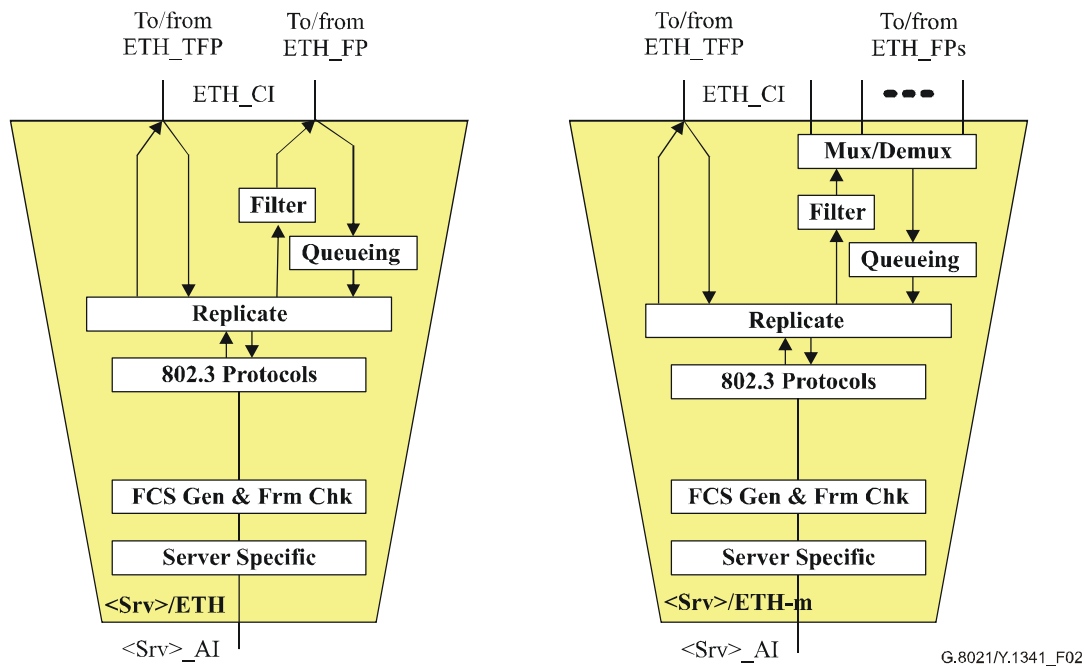 To/from
ETH_TFP
To/from
ETH_FP
ETH_CI
Filter
Queueing
Replicate
802.3 Protocols
FCS Gen & Frm Chk
Server Specific
<Srv>/ETH
<Srv>_AI
To/from
ETH_TFP
To/from
ETH_FPs
ETH_CI
Mux/Demux
Filter
Queueing
Replicate
802.3 Protocols
FCS Gen & Frm Chk
Server Specific
<Srv>/ETH-m
<Srv>_AI
G.8021/Y.1341_F02